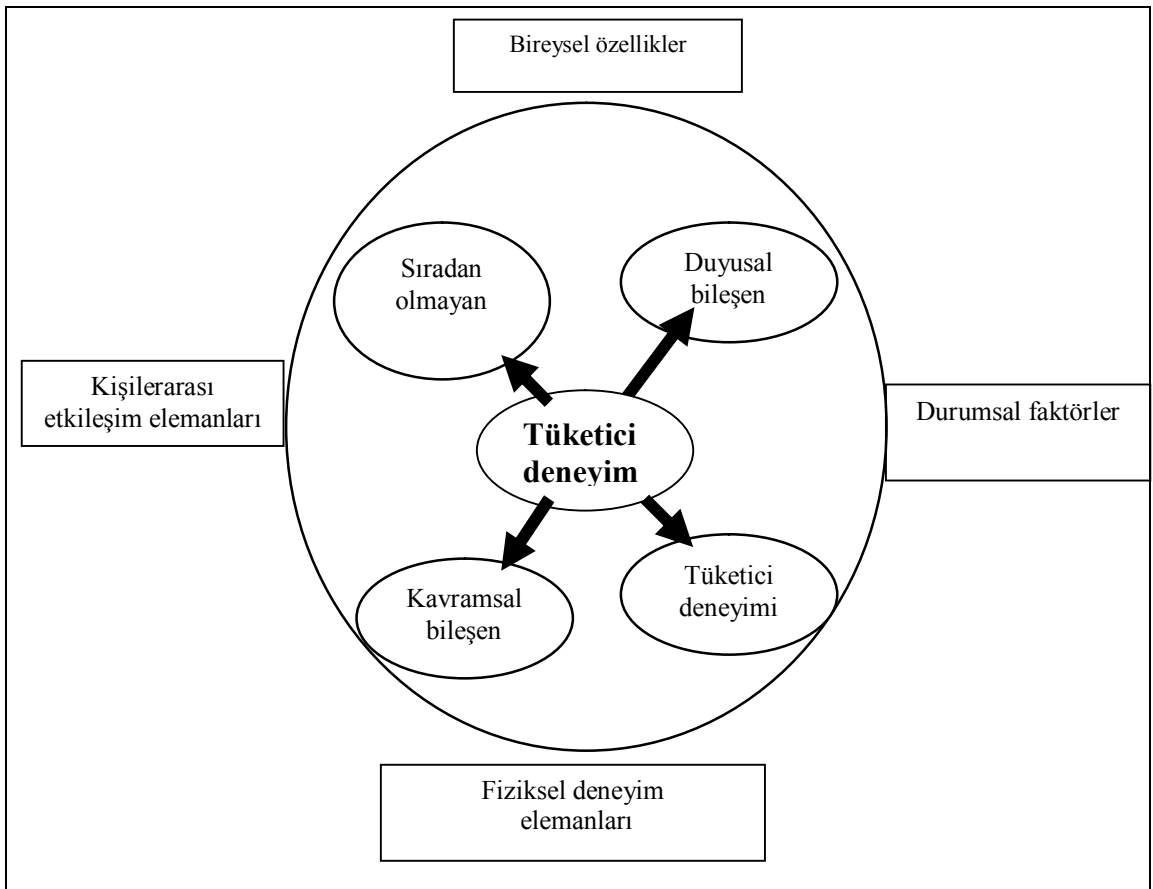 Bireysel özellikler
Sıradan
olmayan
Duyusal
bileşen
Kişilerarası
etkileşim elemanları
Durumsal faktörler
Tüketici
deneyim
Kavramsal
bileşen
Tüketici
deneyimi
Fiziksel deneyim
elemanları